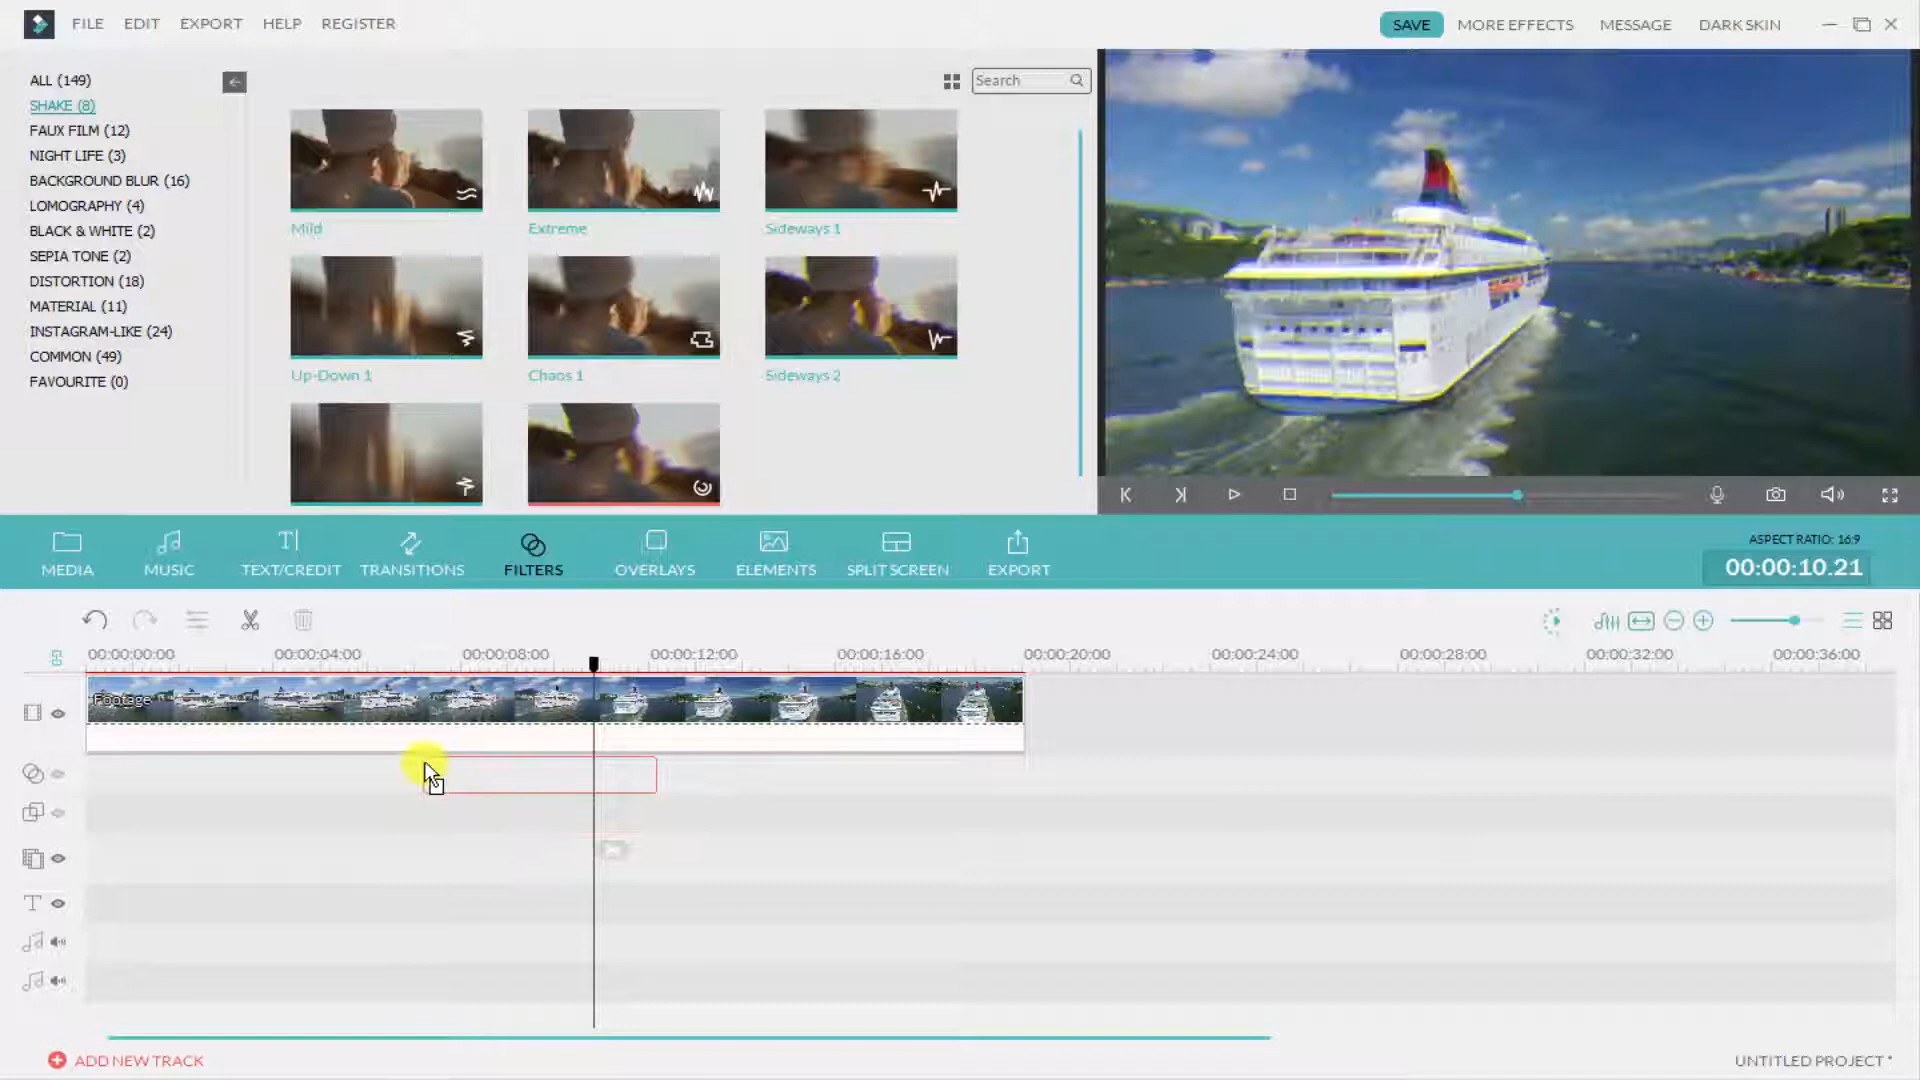 FILE EDIT EXPORT HELP REGISTER SAVE MORE EFFECTS MESSAGE DARK SKIN
ALL (149)
SHAKE (8)
FAUX FILM (12)
NIGHT LIFE (3)
BACKGROUND BLUR (16)
LOMOGRAPHY (4)
BLACK & WHITE (2)
SEPIA TONE (2)
DISTORTION (18)
MATERIAL (11)
INSTAGRAM-LIKE (24)
COMMON (49)
FAVOURITE (0)
Search
Mild Extreme Sideways 1
Up-Down 1 Chaos 1 Sideways 2
MEDIA MUSIC TEXT/CREDIT TRANSITIONS FILTERS OVERLAYS ELEMENTS SPLIT SCREEN EXPORT
ASPECT RATIO: 16:9
00:00:10.21
00:00:00:00 00:00:04:00 00:00:08:00 00:00:12:00 00:00:16:00 00:00:20:00 00:00:24:00 00:00:28:00 00:00:32:00 00:00:36:00
Footage
ADD NEW TRACK
UNTITLED PROJECT *